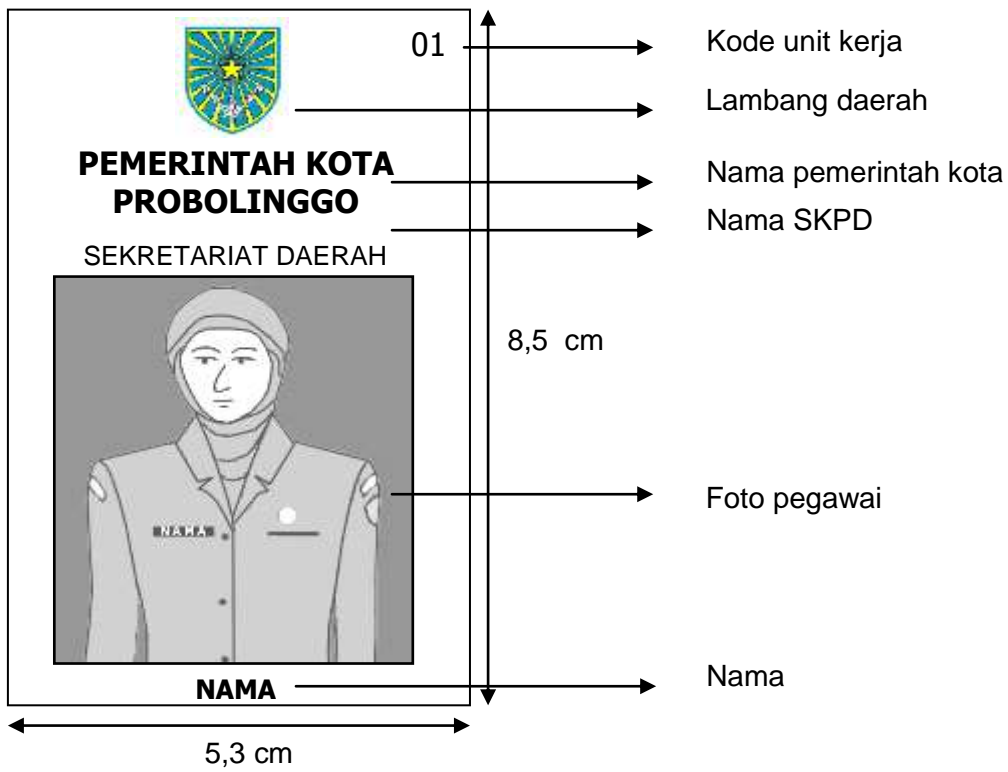 01
Kode unit kerja
Lambang daerah
PEMERINTAH KOTA
PROBOLINGGO
Nama pemerintah kota
Nama SKPD
SEKRETARIAT DAERAH
8,5 cm
NAMA
Foto pegawai
NAMA
Nama
5,3 cm